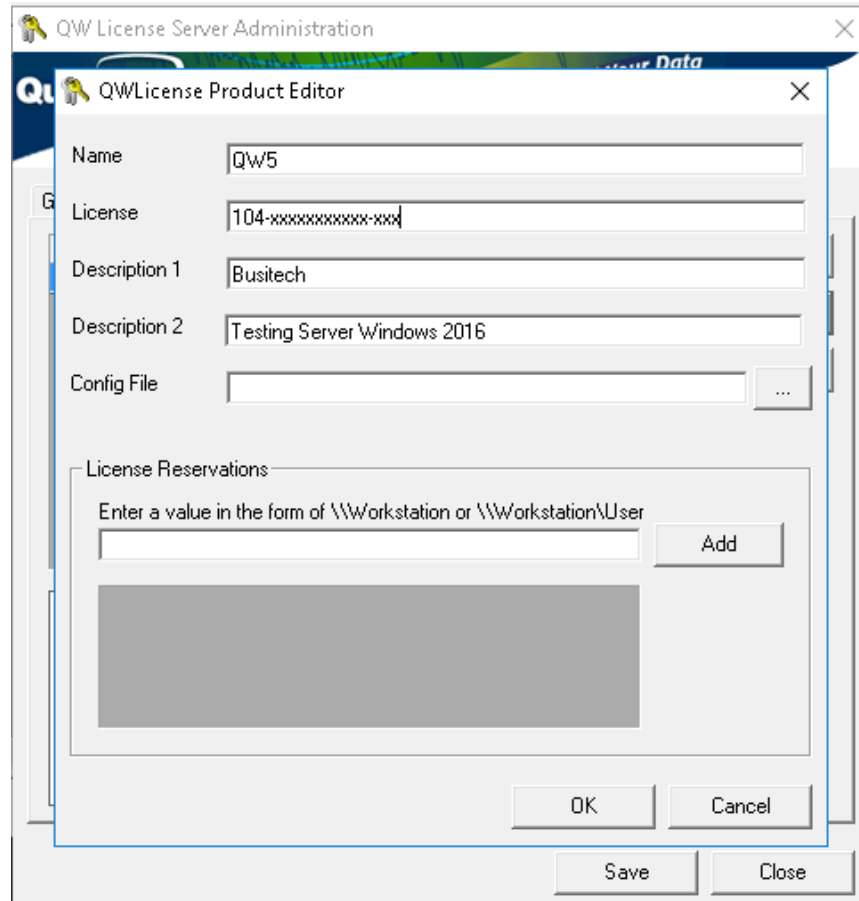 QW License Server Administration
Your Data
Qu
QWLicense Product Editor
Name
QW5
G
License
104-xxxxxxxxxxx-xxx
Description 1
Busitech
Description 2
Testing Server Windows 2016
Config File
...
License Reservations
Enter a value in the form of \\Workstation or \\Workstation\User
Add
OK
Cancel
Save
Close